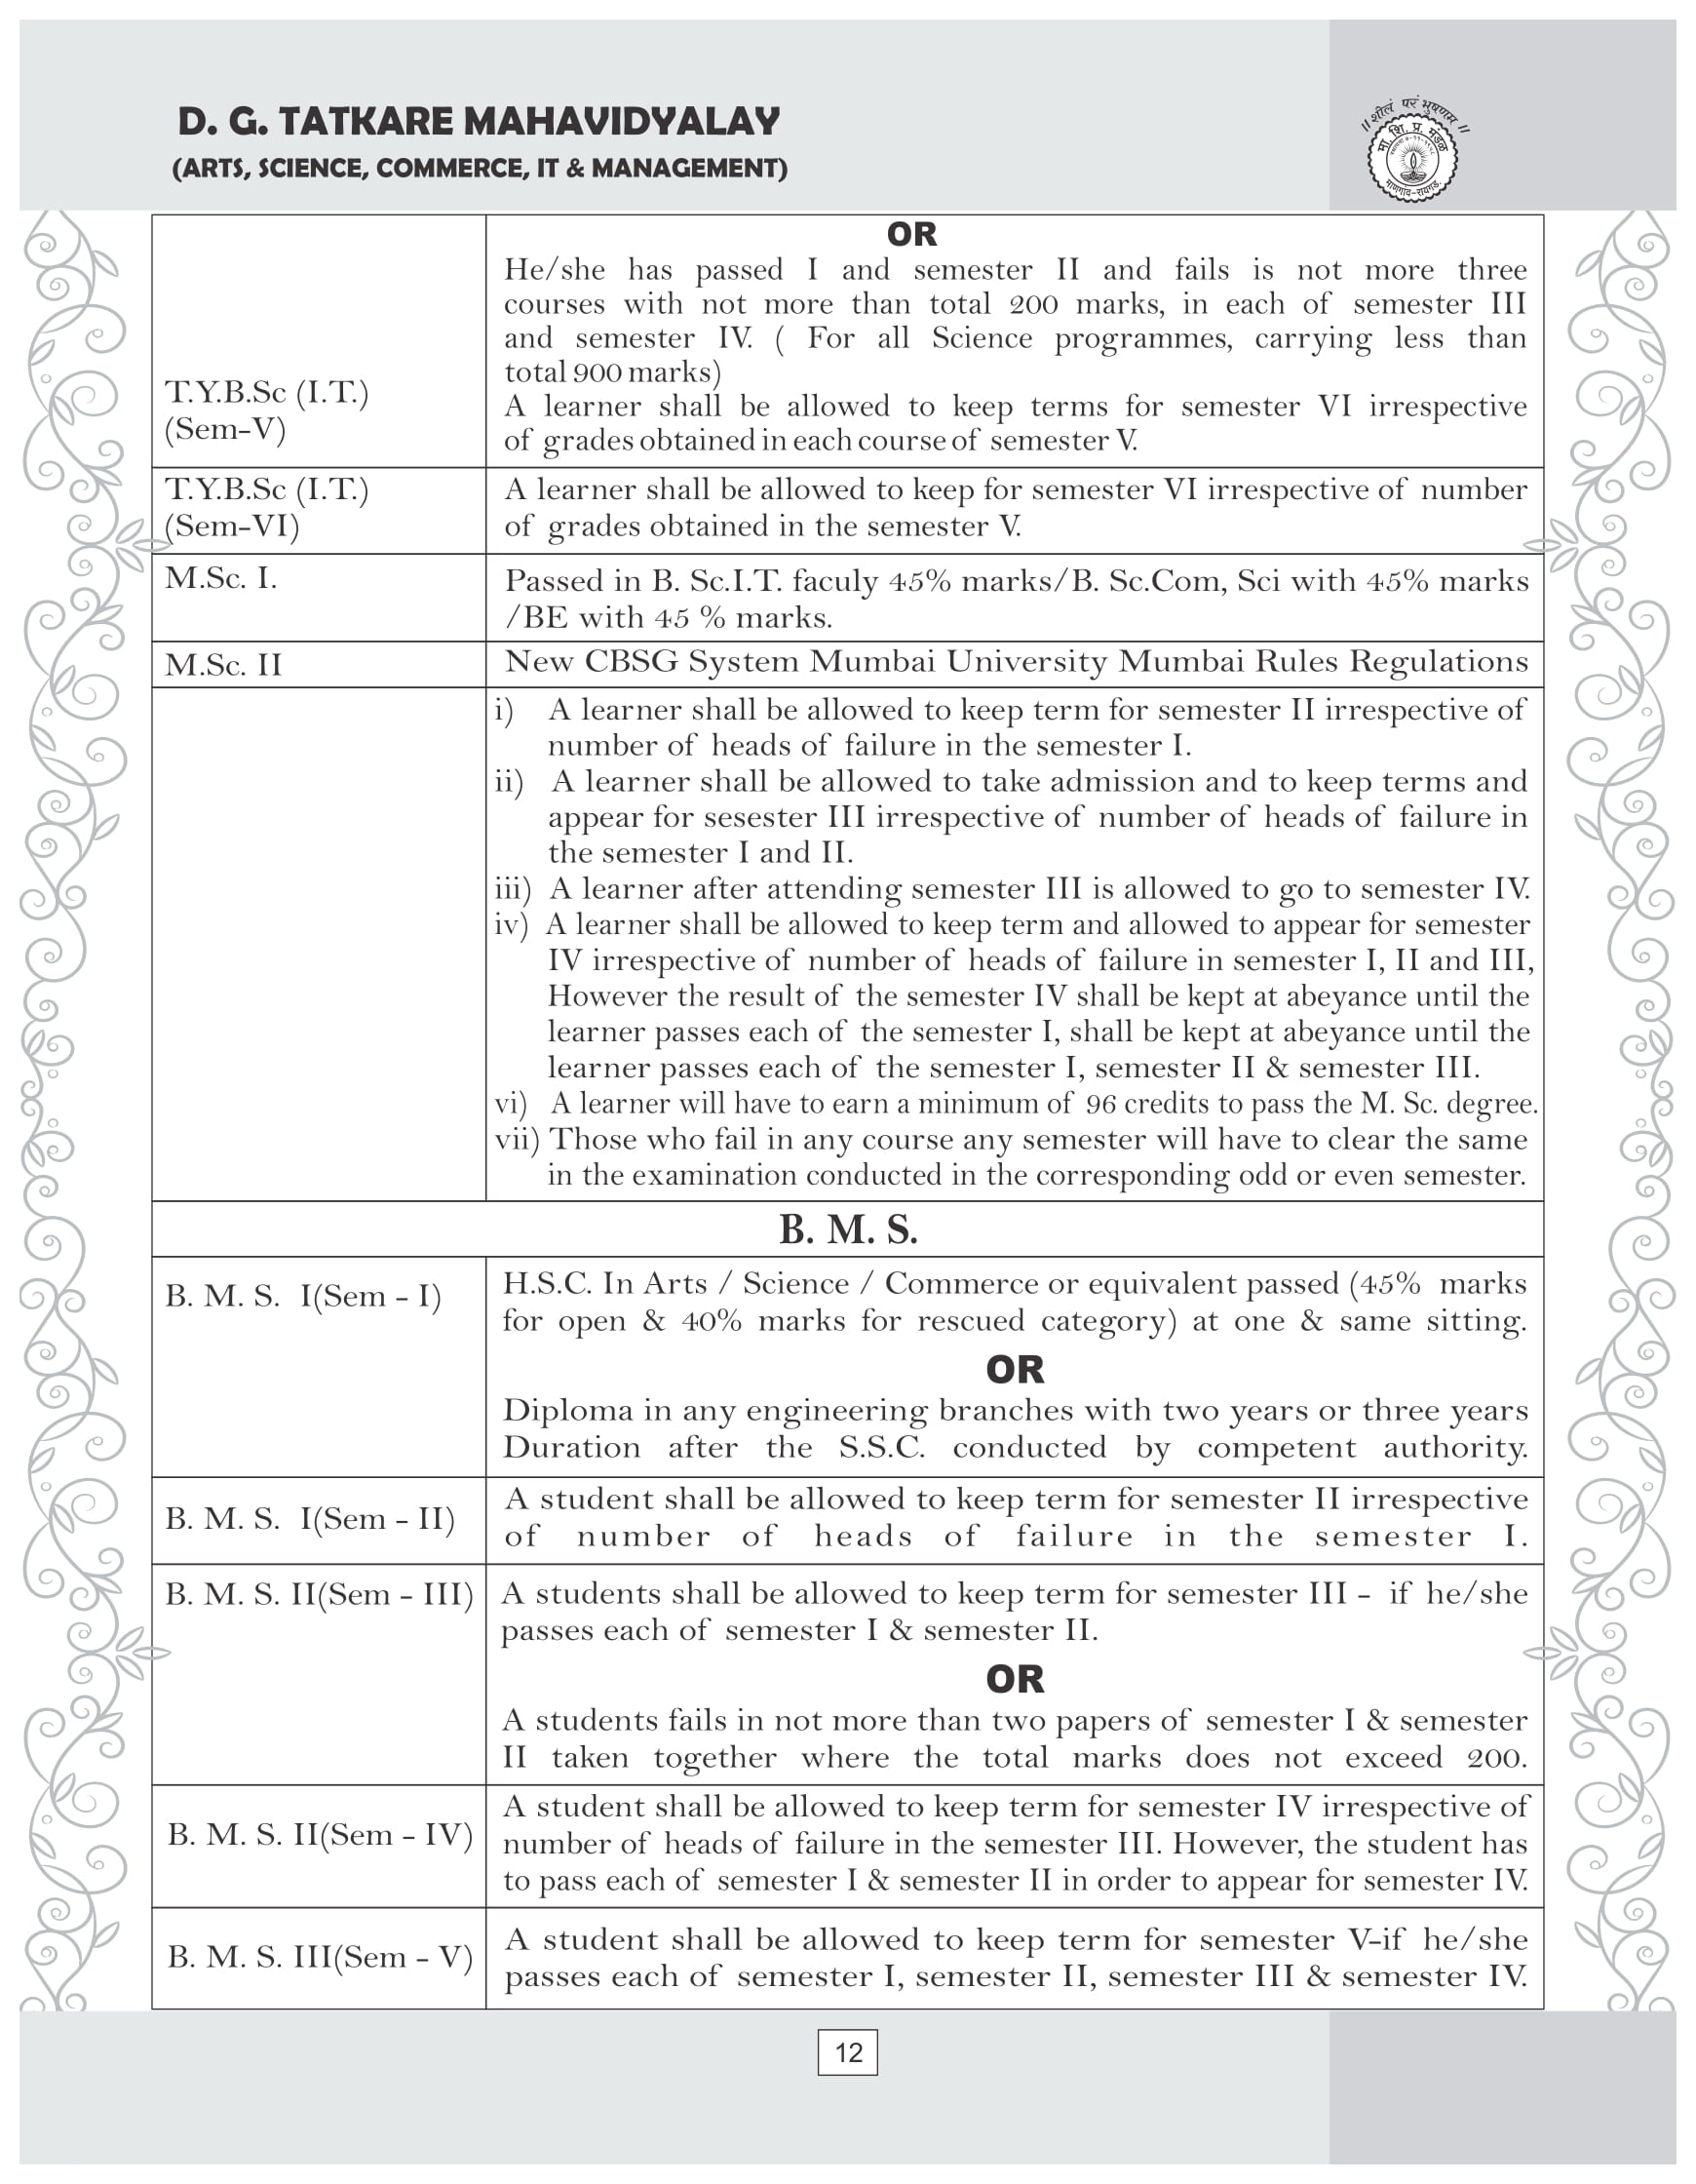 D. G. TATKARE MAHAVIDYALAY
(ARTS, SCIENCE, COMMERCE, IT & MANAGEMENT)
॥ शीलं परं भुषणम ॥
मा. शि. प्र. मंडळ
माणगाव-रायगड.
OR
He/she has passed I and semester II and fails is not more three
courses with not more than total 200 marks, in each of semester III
and semester IV. ( For all Science programmes, carrying less than
total 900 marks)
T.Y.B.Sc (I.T.)
(Sem-V)
A learner shall be allowed to keep terms for semester VI irrespective
of grades obtained in each course of semester V.
T.Y.B.Sc (I.T.)
(Sem-VI)
A learner shall be allowed to keep for semester VI irrespective of number
of grades obtained in the semester V.
M.Sc. I.
Passed in B. Sc.I.T. faculy 45% marks/B. Sc.Com, Sci with 45% marks
/BE with 45 % marks.
M.Sc. II
New CBSG System Mumbai University Mumbai Rules Regulations
i) A learner shall be allowed to keep term for semester II irrespective of
number of heads of failure in the semester I.
ii) A learner shall be allowed to take admission and to keep terms and
appear for sesester III irrespective of number of heads of failure in
the semester I and II.
iii) A learner after attending semester III is allowed to go to semester IV.
iv) A learner shall be allowed to keep term and allowed to appear for semester
IV irrespective of number of heads of failure in semester I, II and III,
However the result of the semester IV shall be kept at abeyance until the
learner passes each of the semester I, shall be kept at abeyance until the
learner passes each of the semester I, semester II & semester III.
vi) A learner will have to earn a minimum of 96 credits to pass the M. Sc. degree.
vii) Those who fail in any course any semester will have to clear the same
in the examination conducted in the corresponding odd or even semester.
B. M. S.
B. M. S. I(Sem - I)
H.S.C. In Arts / Science / Commerce or equivalent passed (45% marks
for open & 40% marks for rescued category) at one & same sitting.
OR
Diploma in any engineering branches with two years or three years
Duration after the S.S.C. conducted by competent authority.
B. M. S. I(Sem - II)
A student shall be allowed to keep term for semester II irrespective
of number of heads of failure in the semester I.
B. M. S. II(Sem - III)
A students shall be allowed to keep term for semester III - if he/she
passes each of semester I & semester II.
OR
A students fails in not more than two papers of semester I & semester
II taken together where the total marks does not exceed 200.
B. M. S. II(Sem - IV)
A student shall be allowed to keep term for semester IV irrespective of
number of heads of failure in the semester III. However, the student has
to pass each of semester I & semester II in order to appear for semester IV.
B. M. S. III(Sem - V)
A student shall be allowed to keep term for semester V-if he/she
passes each of semester I, semester II, semester III & semester IV.
12